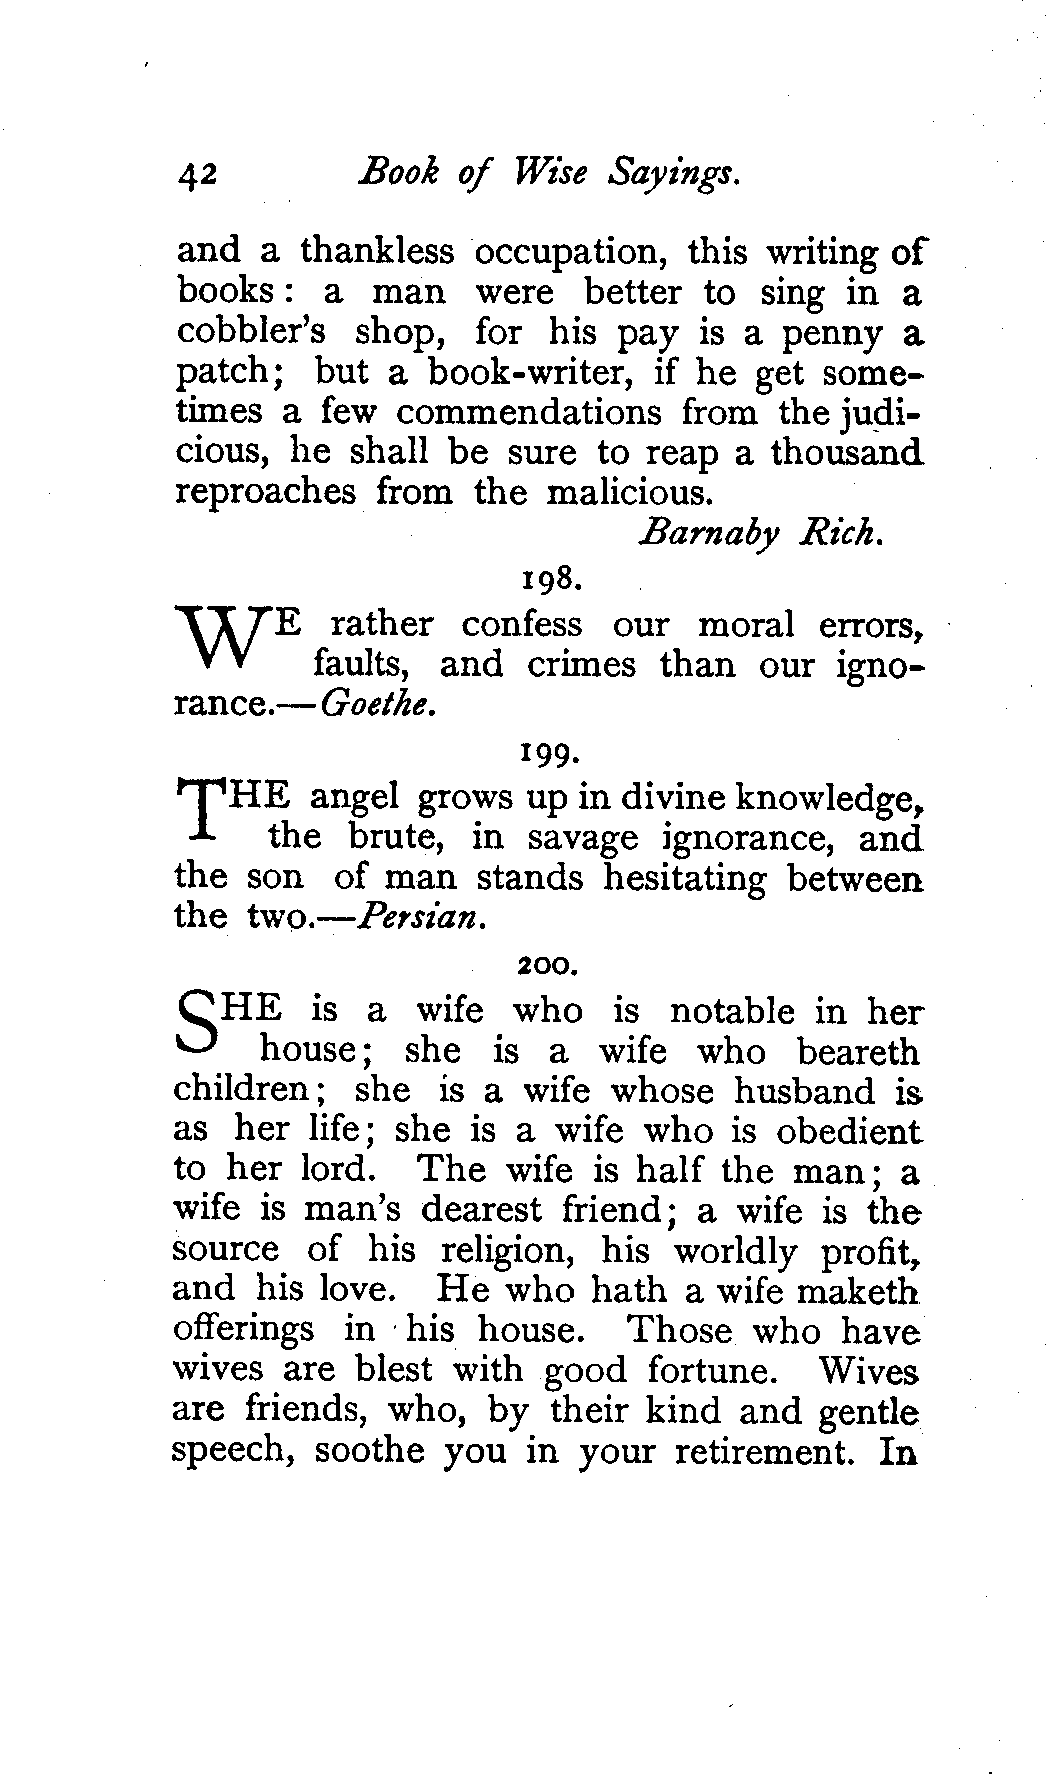 42 Book of Wise Sayings.
and a thankless occupation, this writing of
books : a man were better to sing in a
cobbler's shop, for his pay is a penny a
patch; but a book-writer, if he get some-
times a few commendations from the judi-
cious, he shall be sure to reap a thousand
reproaches from the malicious.
Barnaby Rich.
198.
WE rather confess our moral errors,
faults, and crimes than our igno-
rance.—Goethe.
199.
THE angel grows up in divine knowledge,
the brute, in savage ignorance, and
the son of man stands hesitating between
the two.—Persian.
200.
SHE is a wife who is notable in her
house; she is a wife who beareth
children; she is a wife whose husband is
as her life; she is a wife who is obedient
to her lord. The wife is half the man; a
wife is man's dearest friend; a wife is the
source of his religion, his worldly profit,
and his love. He who hath a wife maketh
offerings in his house. Those who have
wives are blest with good fortune. Wives
are friends, who, by their kind and gentle
speech, soothe you in your retirement. In